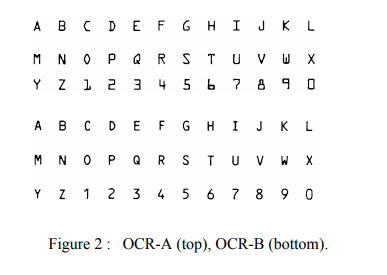 A B C D E F G H I J K L
M N O P Q R S T U V W X
Y Z 1 2 3 4 5 6 7 8 9 0
A B C D E F G H I J K L
M N O P Q R S T U V W X
Y Z 1 2 3 4 5 6 7 8 9 0
Figure 2 : OCR-A (top), OCR-B (bottom).